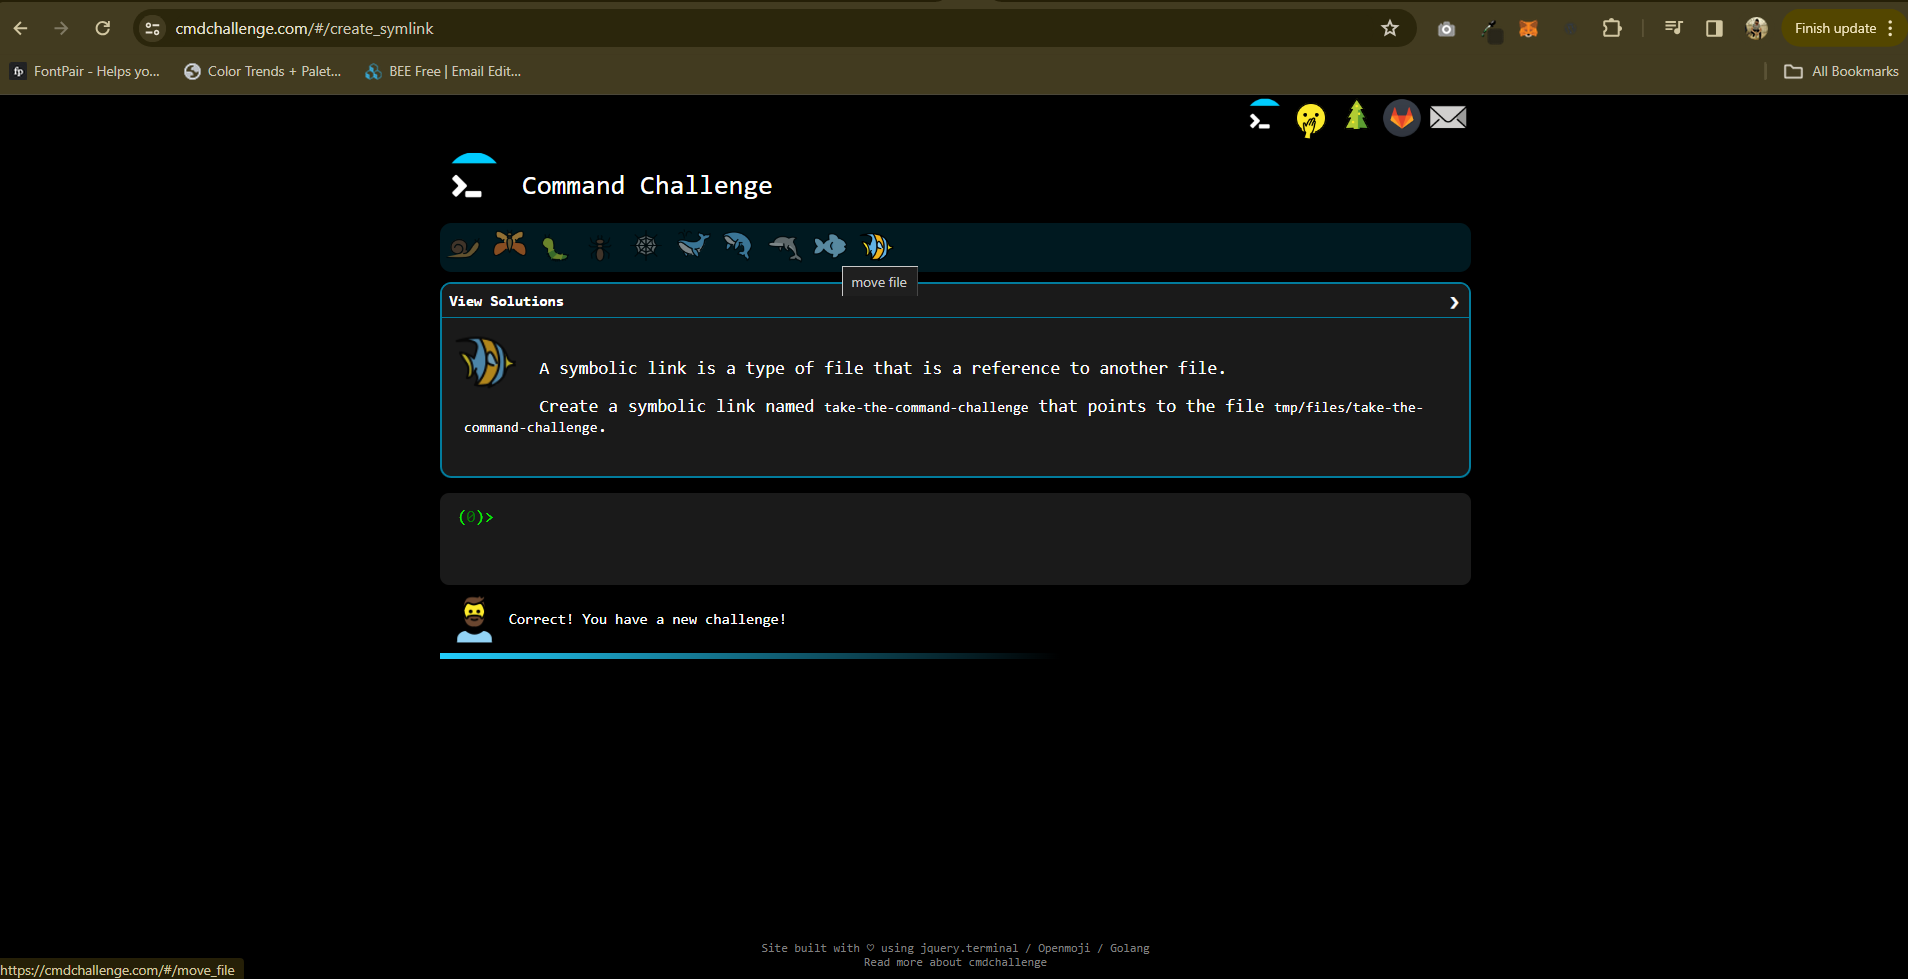 cmdchallenge.com/#/create_symlink
Finish update
fp FontPair - Helps yo...
Color Trends + Palet...
BEE Free | Email Edit...
All Bookmarks
Command Challenge
move file
View Solutions
A symbolic link is a type of file that is a reference to another file.
Create a symbolic link named take-the-command-challenge that points to the file tmp/files/take-the-
command-challenge.
(0)>
Correct! You have a new challenge!
Site built with ♡ using jquery.terminal / Openmoji / Golang
Read more about cmdchallenge
https://cmdchallenge.com/#/move_file